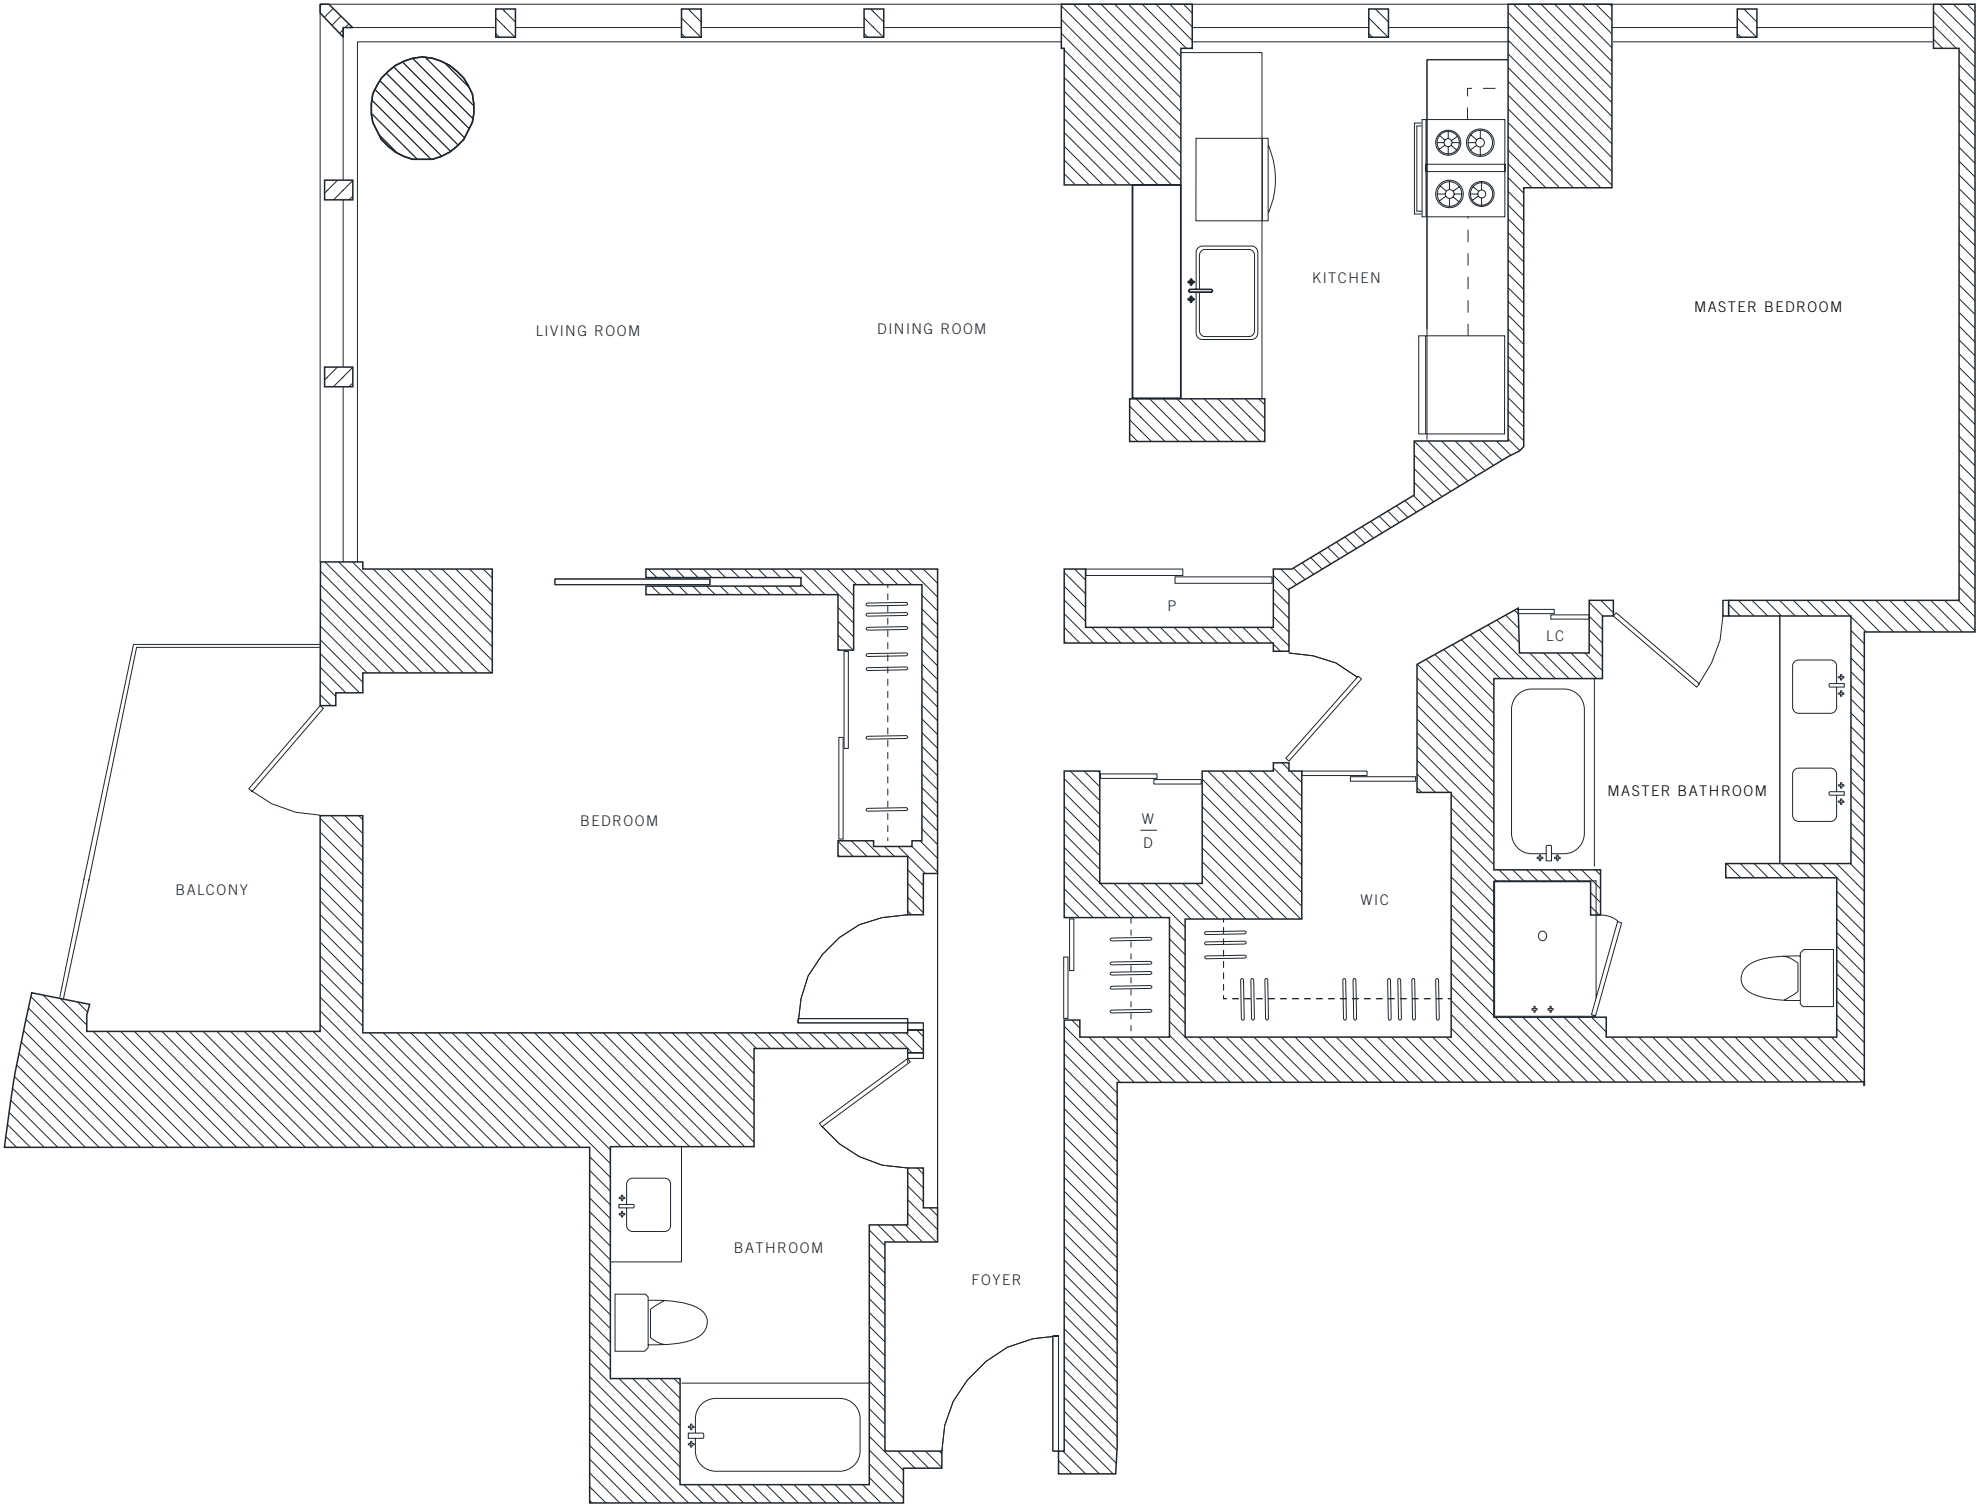 KITCHEN
MASTER BEDROOM
LIVING ROOM
DINING ROOM
P
LC
MASTER BATHROOM
W
D
BEDROOM
BALCONY
WIC
BATHROOM
FOYER